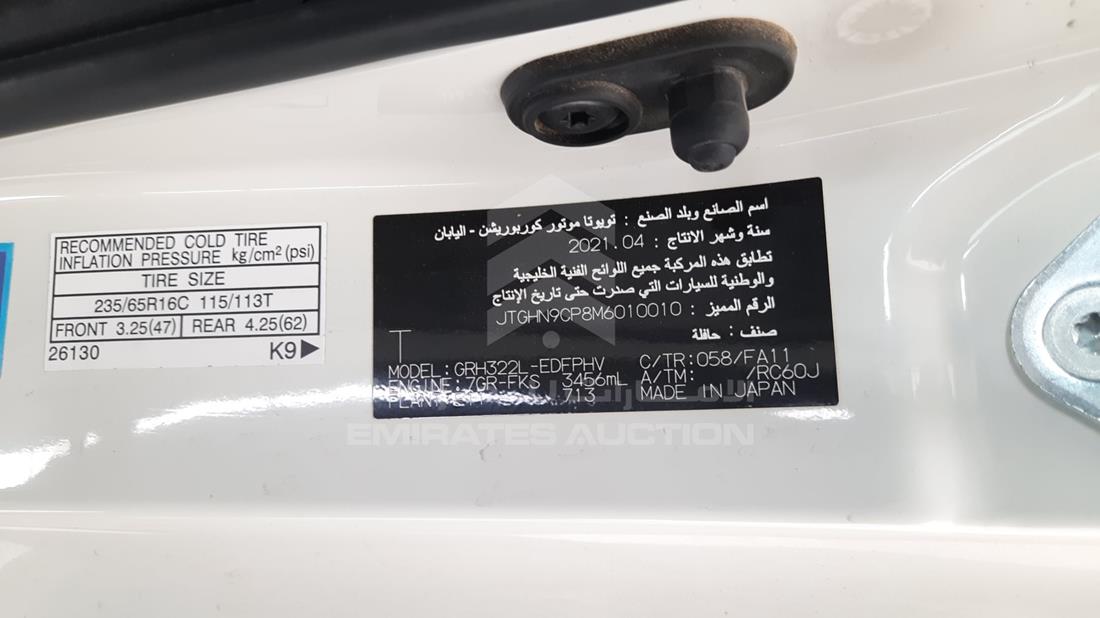 RECOMMENDED COLD TIRE
INFLATION PRESSURE kg/cm² (psi)
TIRE SIZE
235/65R16C 115/113T
FRONT 3.25(47) REAR 4.25(62)
26130 K9▶
اسم الصانع وبلد الصنع : تويوتا موتور كوربوريشن - اليابان
سنة وشهر الانتاج : 2021.04
تطابق هذه المركبة جميع اللوائح الفنية الخليجية
والوطنية للسيارات التي صدرت حتى تاريخ الإنتاج
الرقم المميز : JTGHN9CP8M6010010
صنف : حافلة
MODEL: GRH322L-EDFPHV C/TR: 058/FA11
ENGINE: 7GR-FKS 3456mL A/TM: /RC60J
PLANT 713 MADE IN JAPAN
EMIRATES AUCTION